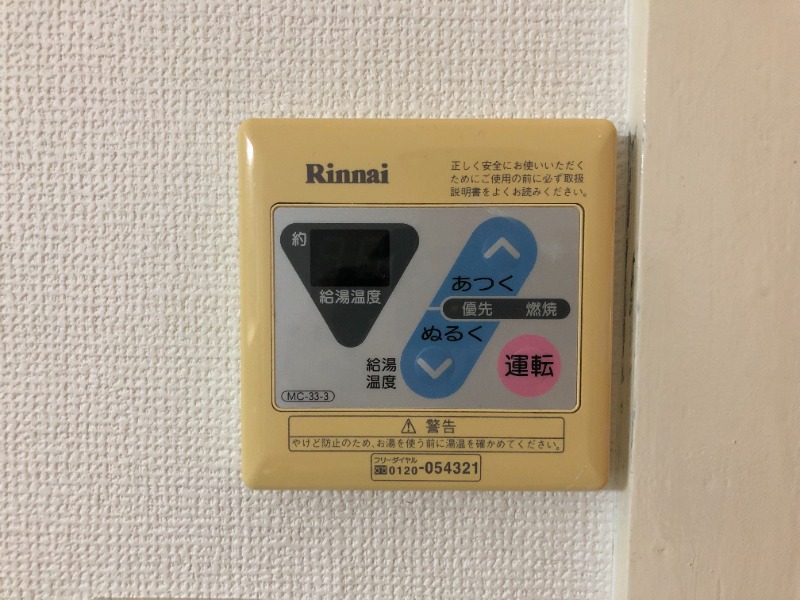 Rinnai
正しく安全にお使いいただく
ためにご使用の前に必ず取扱
説明書をよくお読みください。
約
給湯温度
あつく
優先 燃焼
ぬるく
給湯
温度
運転
MC-33-3
⚠ 警告
やけど防止のため、お湯を使う前に湯温を確かめてください。
フリーダイヤル
0120-054321